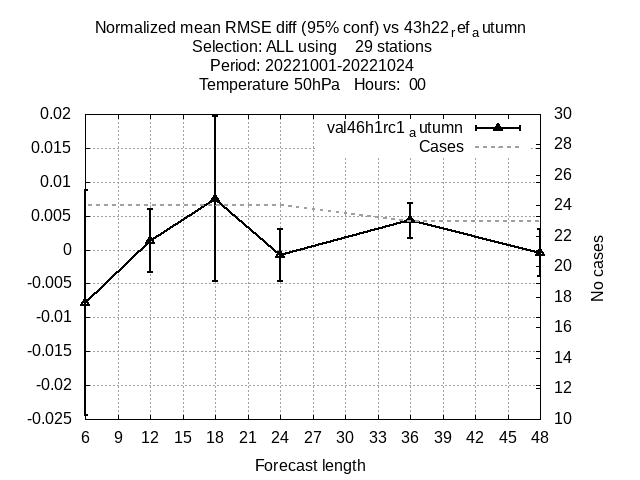 Normalized mean RMSE diff (95% conf) vs 43h22refautumn
Selection: ALL using 29 stations
Period: 20221001-20221024
Temperature 50hPa Hours: 00
0.02
0.015
0.01
0.005
0
-0.005
-0.01
-0.015
-0.02
-0.025
val46h1rc1autumn
Cases
30
28
26
24
22
20
18
16
14
12
10
No cases
6 9 12 15 18 21 24 27 30 33 36 39 42 45 48
Forecast length